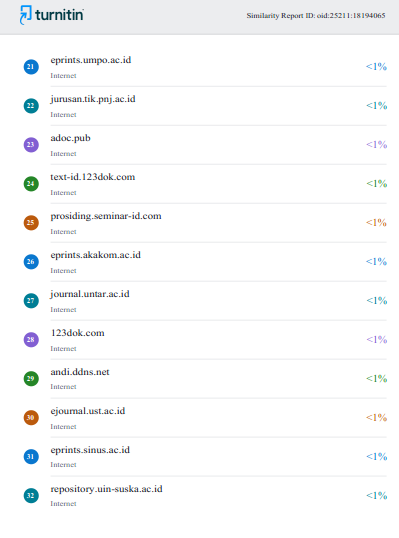 turnitin
Similarity Report ID: oid:25211:18194065
21
eprints.umpo.ac.id
<1%
Internet
22
jurusan.tik.pnj.ac.id
<1%
Internet
23
adoc.pub
<1%
Internet
24
text-id.123dok.com
<1%
Internet
25
prosiding.seminar-id.com
<1%
Internet
26
eprints.akakom.ac.id
<1%
Internet
27
journal.untar.ac.id
<1%
Internet
28
123dok.com
<1%
Internet
29
andi.ddns.net
<1%
Internet
30
ejournal.ust.ac.id
<1%
Internet
31
eprints.sinus.ac.id
<1%
Internet
32
repository.uin-suska.ac.id
<1%
Internet